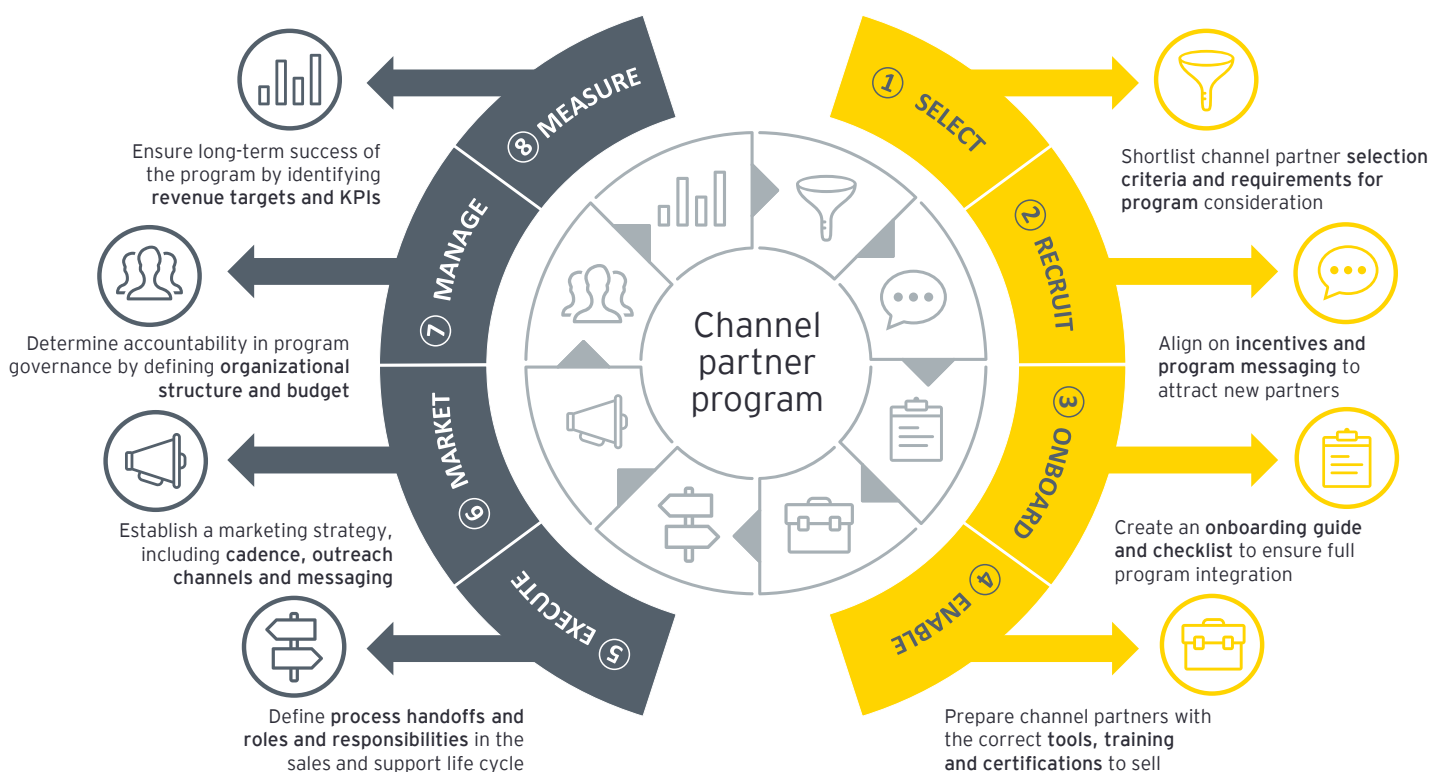 ① SELECT
Shortlist channel partner selection
criteria and requirements for
program consideration
② RECRUIT
Align on incentives and
program messaging to
attract new partners
③ ONBOARD
Create an onboarding guide
and checklist to ensure full
program integration
④ ENABLE
Prepare channel partners with
the correct tools, training
and certifications to sell
⑤ EXECUTE
Define process handoffs and
roles and responsibilities in the
sales and support life cycle
⑥ MARKET
Establish a marketing strategy,
including cadence, outreach
channels and messaging
⑦ MANAGE
Determine accountability in program
governance by defining organizational
structure and budget
⑧ MEASURE
Ensure long-term success of
the program by identifying
revenue targets and KPIs
Channel
partner
program